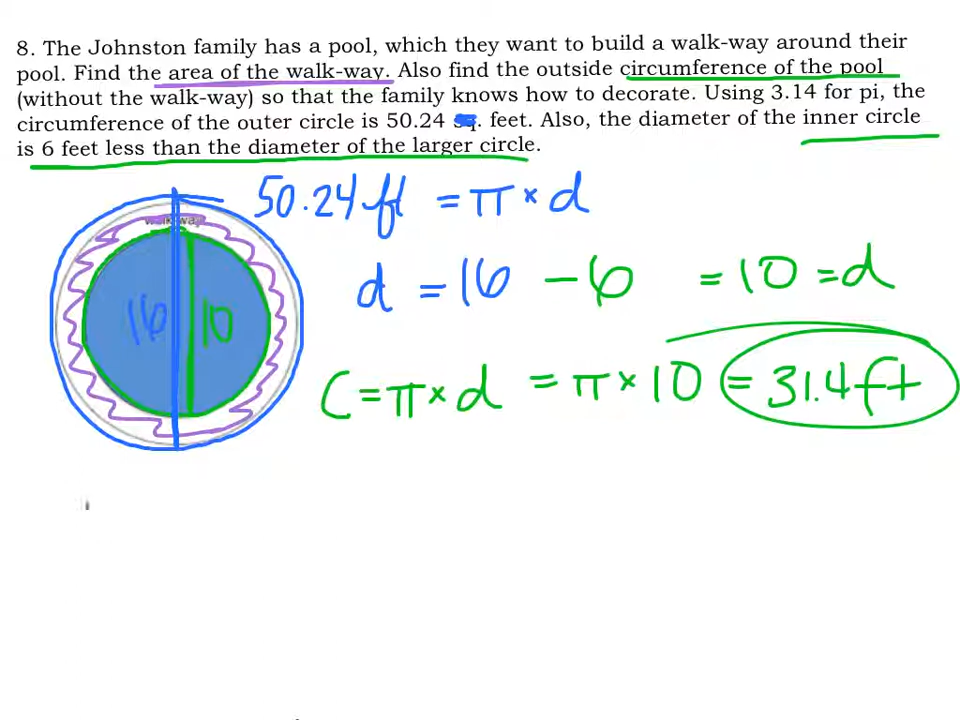 8. The Johnston family has a pool, which they want to build a walk-way around their
pool. Find the area of the walk-way. Also find the outside circumference of the pool
(without the walk-way) so that the family knows how to decorate. Using 3.14 for pi, the
circumference of the outer circle is 50.24 sq. feet. Also, the diameter of the inner circle
is 6 feet less than the diameter of the larger circle.
50.24 ft = π × d
walk way
d = 16 - 6 = 10 = d
16 10
C = π × d = π × 10 = 31.4 ft